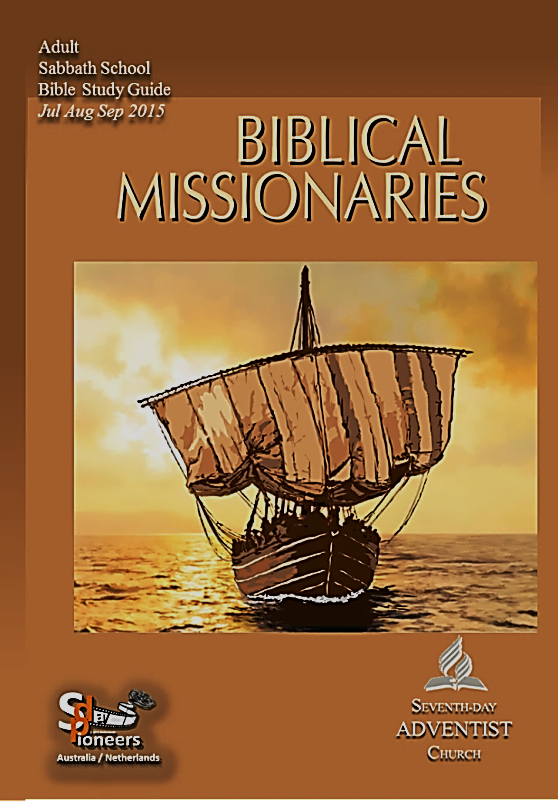 Adult
Sabbath School
Bible Study Guide
Jul Aug Sep 2015
BIBLICAL
MISSIONARIES
Sda
Pioneers
Australia / Netherlands
SEVENTH-DAY
ADVENTIST
CHURCH